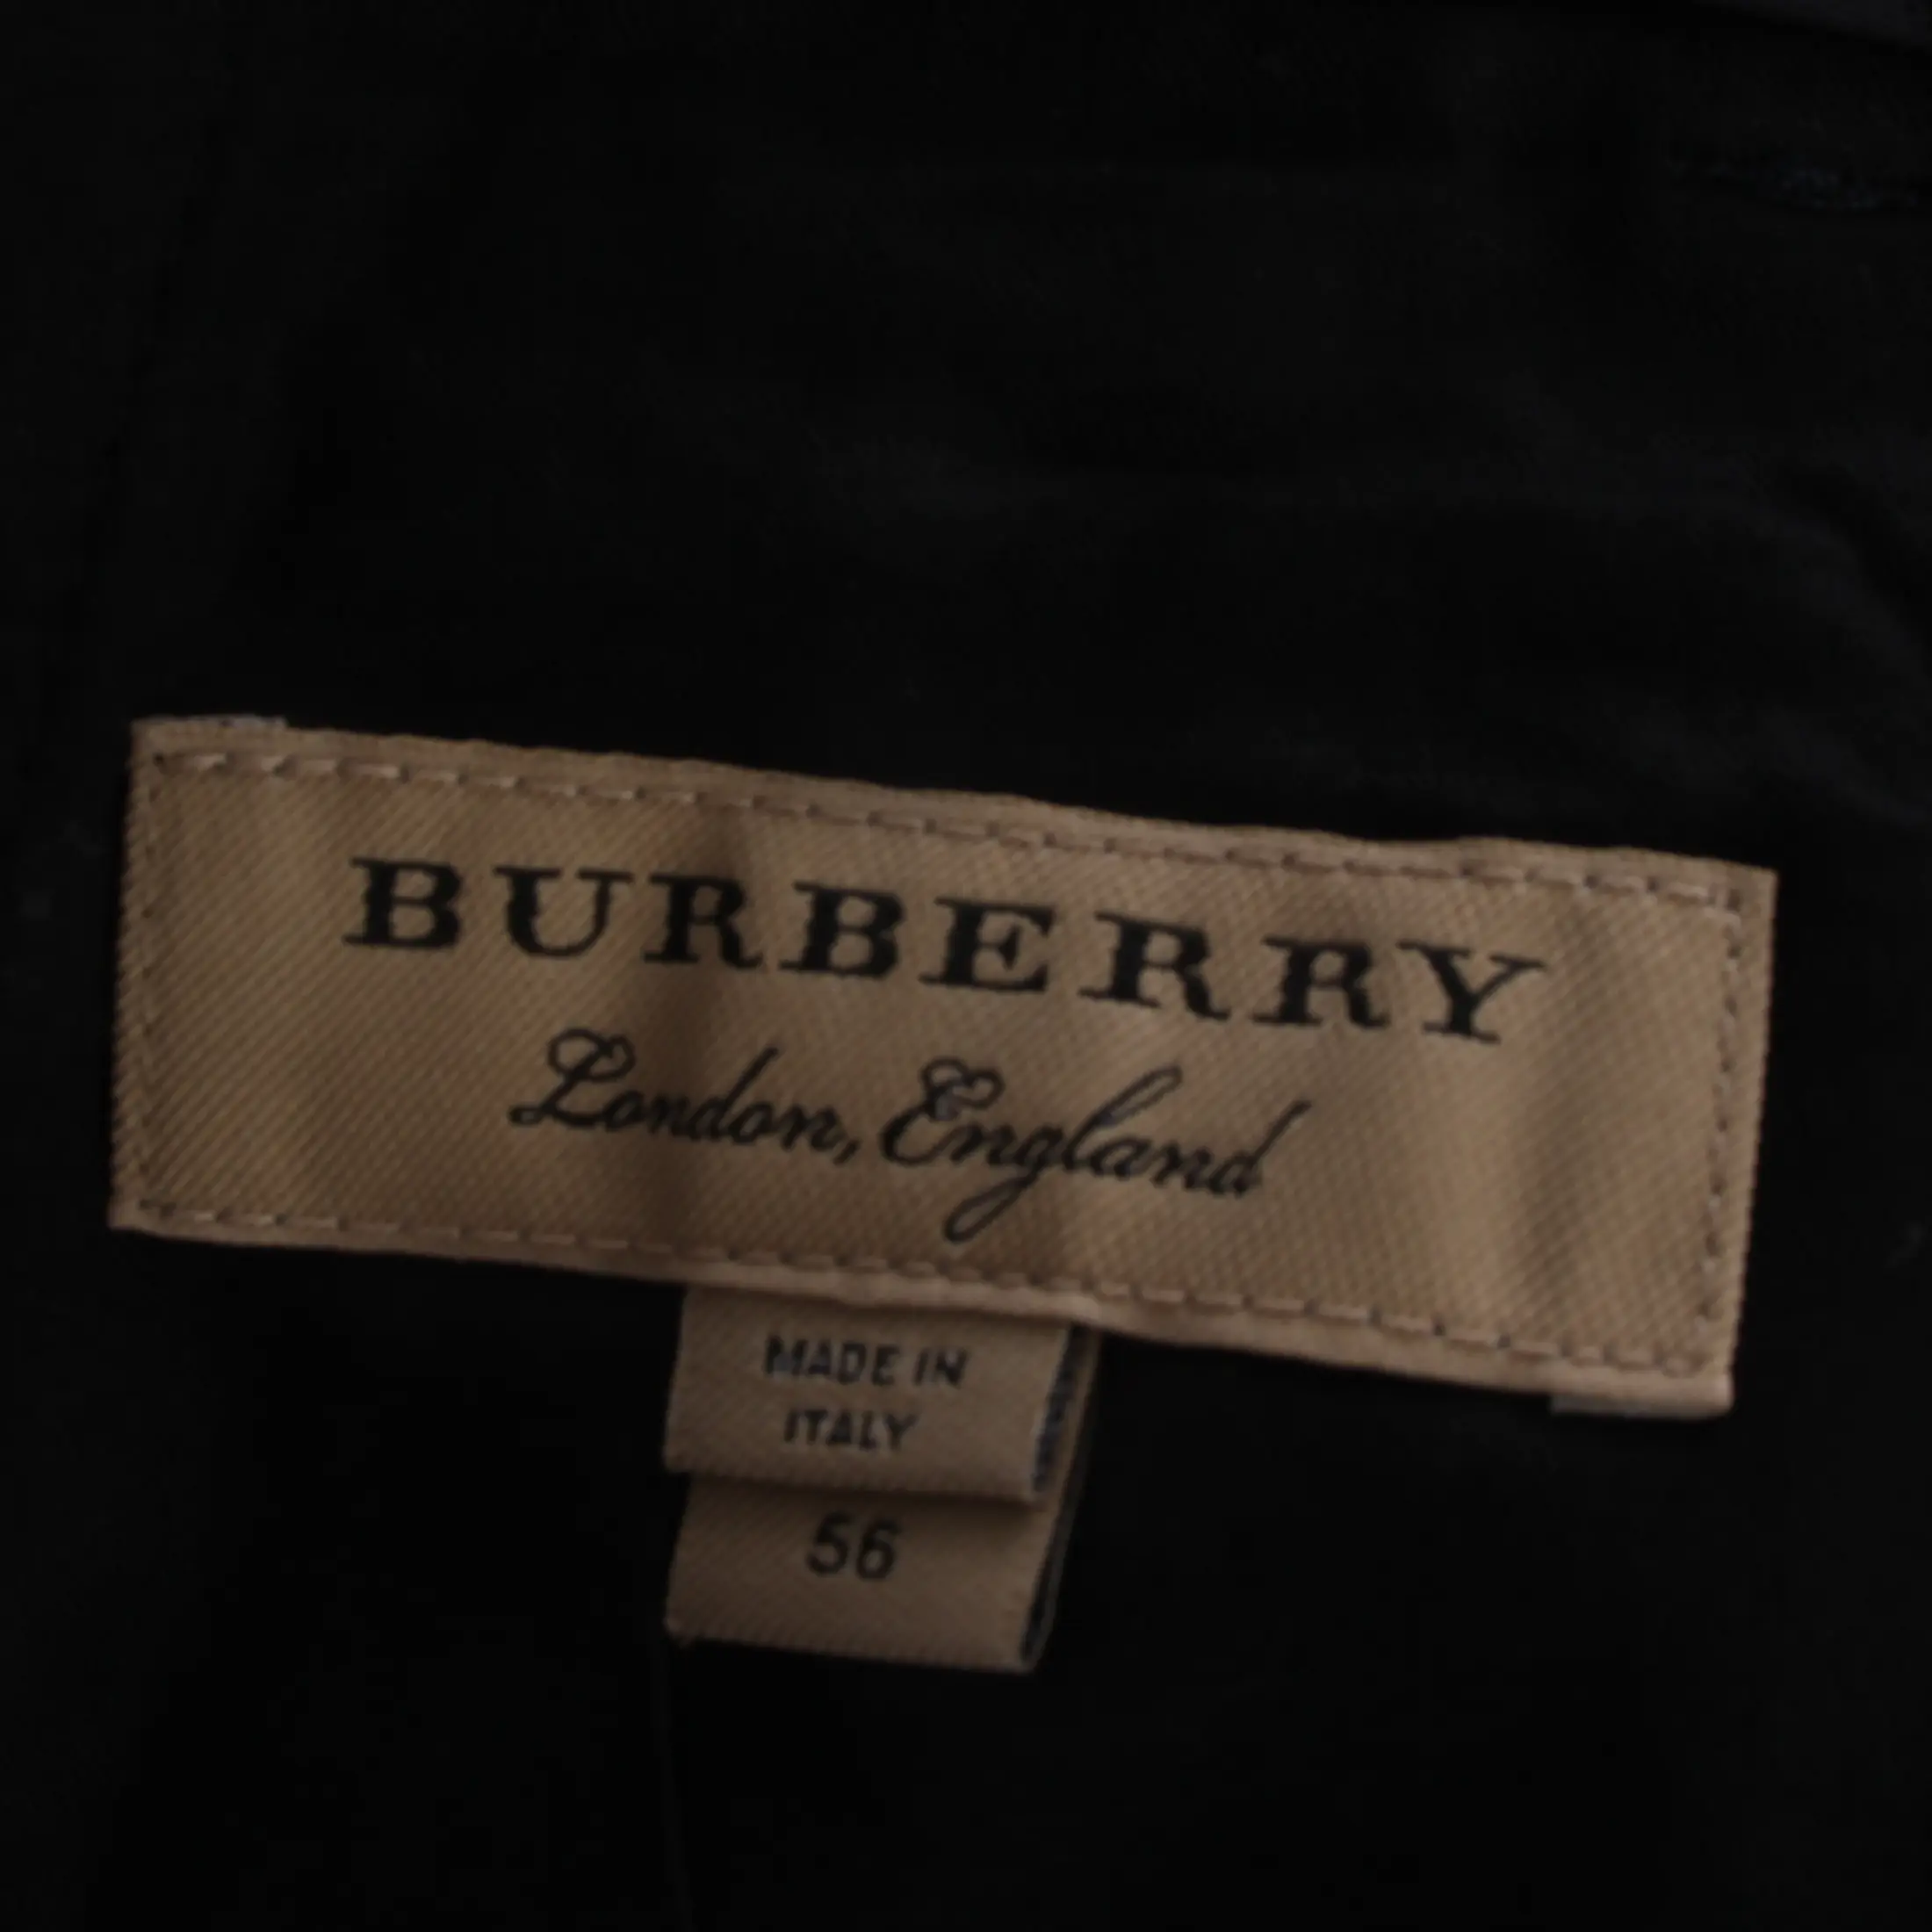 BURBERRY
London, England
MADE IN
ITALY
56